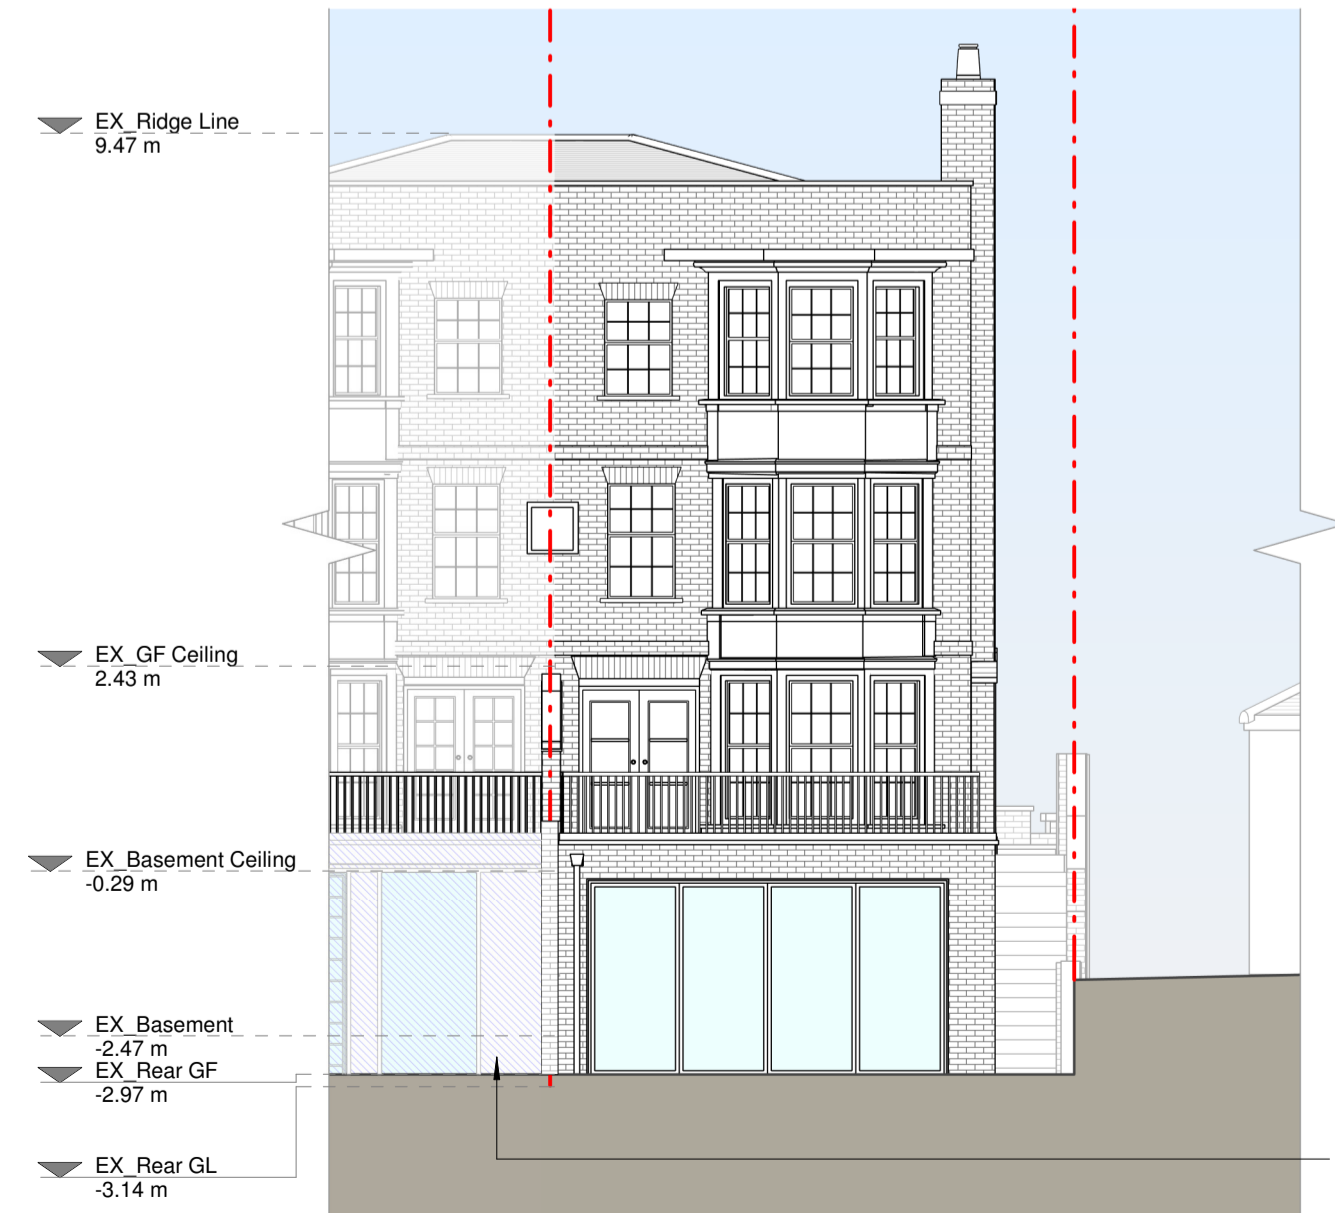 EX_Ridge Line
9.47 m
EX_GF Ceiling
2.43 m
EX_Basement Ceiling
-0.29 m
EX_Basement
-2.47 m
EX_Rear GF
-2.97 m
EX_Rear GL
-3.14 m